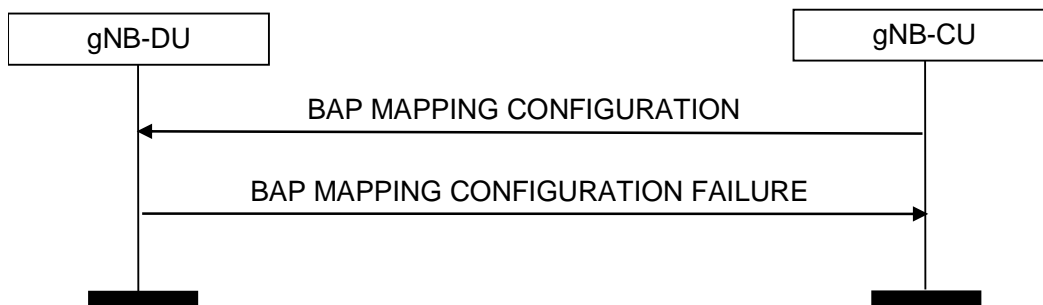 gNB-DU
gNB-CU
BAP MAPPING CONFIGURATION
BAP MAPPING CONFIGURATION FAILURE